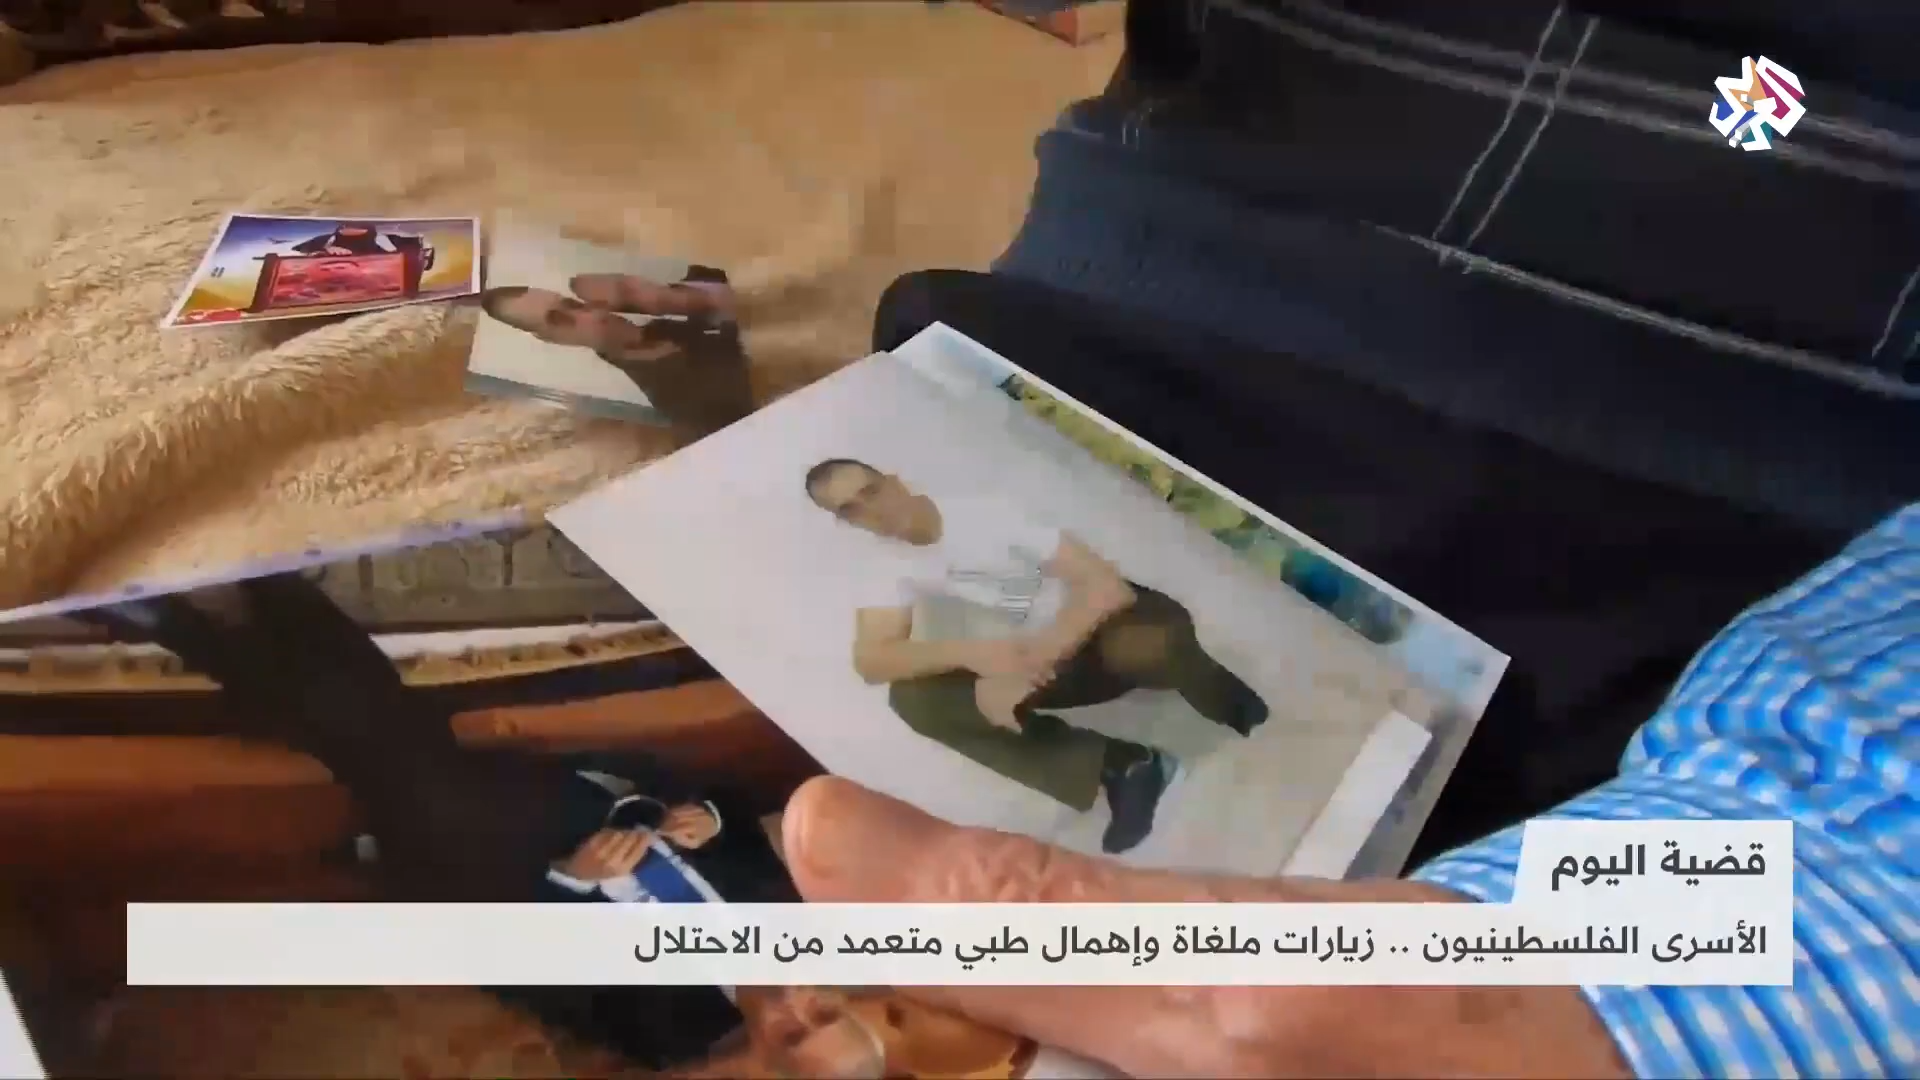 قضية اليوم
الأسرى الفلسطينيون .. زيارات ملغاة وإهمال طبي متعمد من الاحتلال